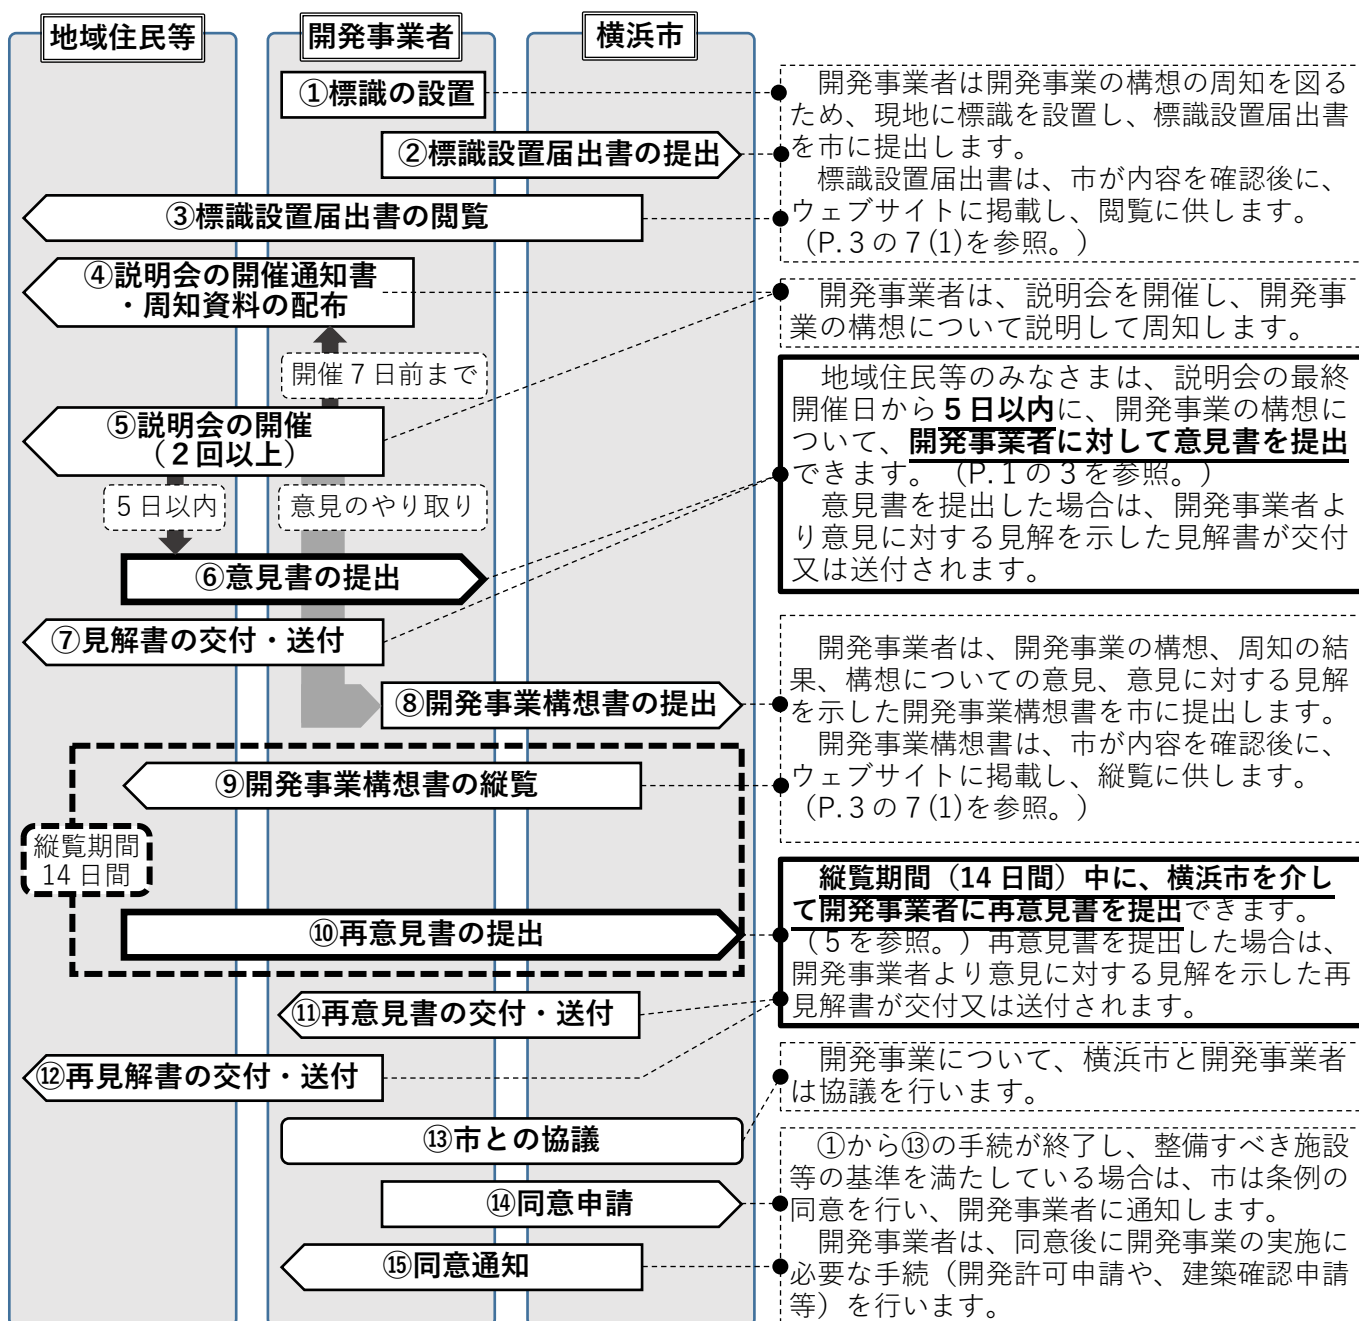 地域住民等
開発事業者
横浜市
①標識の設置
②標識設置届出書の提出
③標識設置届出書の閲覧
④説明会の開催通知書
・周知資料の配布
開催7日前まで
⑤説明会の開催
（２回以上）
5日以内
意見のやり取り
⑥意見書の提出
⑦見解書の交付・送付
⑧開発事業構想書の提出
⑨開発事業構想書の縦覧
縦覧期間
14日間
⑩再意見書の提出
⑪再意見書の交付・送付
⑫再見解書の交付・送付
⑬市との協議
⑭同意申請
⑮同意通知
開発事業者は開発事業の構想の周知を図る
ため、現地に標識を設置し、標識設置届出書
を市に提出します。
標識設置届出書は、市が内容を確認後に、
ウェブサイトに掲載し、閲覧に供します。
（P.3の7(1)を参照。）
開発事業者は、説明会を開催し、開発事
業の構想について説明して周知します。
地域住民等のみなさまは、説明会の最終
開催日から5日以内に、開発事業の構想に
ついて、開発事業者に対して意見書を提出
できます。（P.1の3を参照。）
意見書を提出した場合は、開発事業者よ
り意見に対する見解を示した見解書が交付
又は送付されます。
開発事業者は、開発事業の構想、周知の結
果、構想についての意見、意見に対する見解
を示した開発事業構想書を市に提出します。
開発事業構想書は、市が内容を確認後に、
ウェブサイトに掲載し、縦覧に供します。
（P.3の7(1)を参照。）
縦覧期間（14日間）中に、横浜市を介し
て開発事業者に再意見書を提出できます。
（5を参照。）再意見書を提出した場合は、
開発事業者より意見に対する見解を示した再
見解書が交付又は送付されます。
開発事業について、横浜市と開発事業者
は協議を行います。
①から⑬の手続が終了し、整備すべき施設
等の基準を満たしている場合は、市は条例の
同意を行い、開発事業者に通知します。
開発事業者は、同意後に開発事業の実施に
必要な手続（開発許可申請や、建築確認申請
等）を行います。